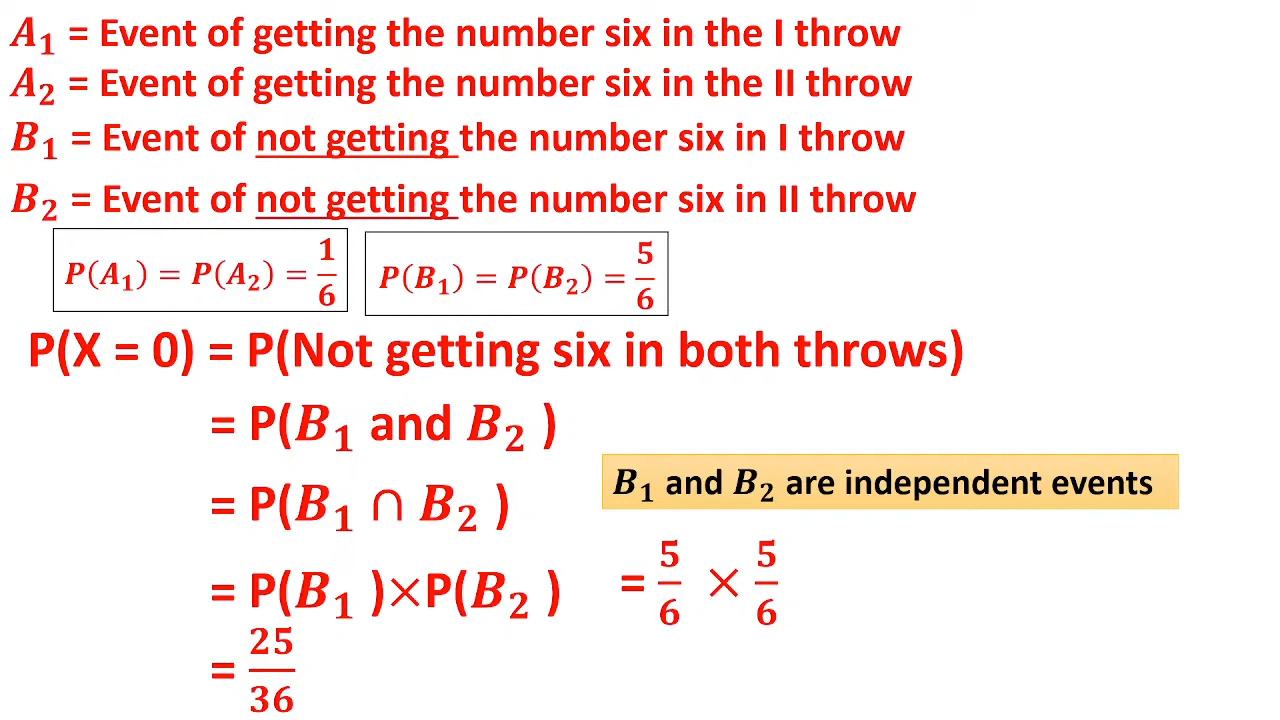 A₁ = Event of getting the number six in the I throw
A₂ = Event of getting the number six in the II throw
B₁ = Event of not getting the number six in I throw
B₂ = Event of not getting the number six in II throw
P(A₁) = P(A₂) = 1/6
P(B₁) = P(B₂) = 5/6
P(X = 0) = P(Not getting six in both throws)
= P(B₁ and B₂ )
B₁ and B₂ are independent events
= P(B₁ ∩ B₂ )
= P(B₁ )×P(B₂ ) = 5/6 × 5/6
= 25/36